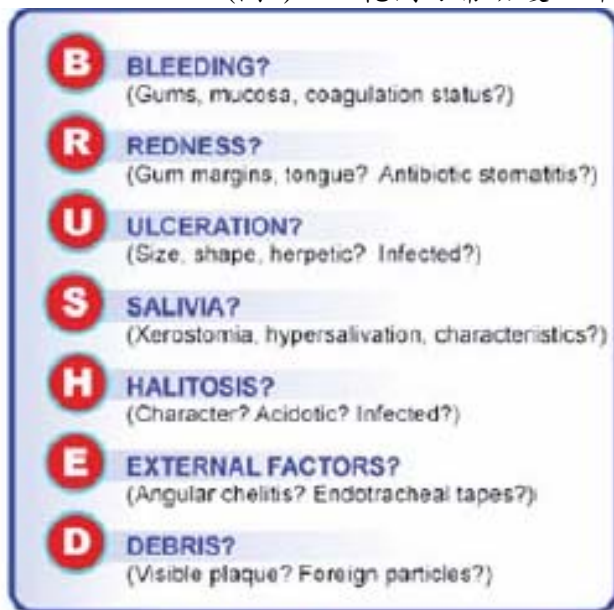 B BLEEDING?
(Gums, mucosa, coagulation status?)
R REDNESS?
(Gum margins, tongue? Antibiotic stomatitis?)
U ULCERATION?
(Size, shape, herpetic? Infected?)
S SALIVIA?
(Xerostomia, hypersalivation, characteristics?)
H HALITOSIS?
(Character? Acidotic? Infected?)
E EXTERNAL FACTORS?
(Angular chelitis? Endotracheal tapes?)
D DEBRIS?
(Visible plaque? Foreign particles?)